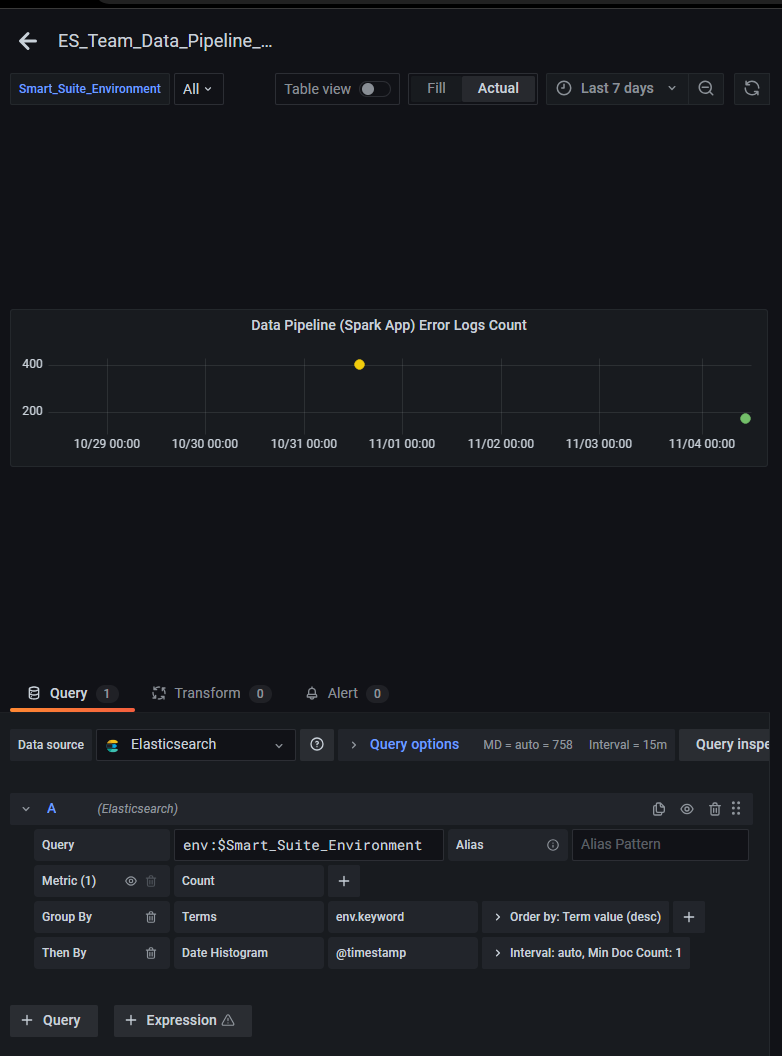 ES_Team_Data_Pipeline_...
Smart_Suite_Environment All Table view Fill Actual Last 7 days
Data Pipeline (Spark App) Error Logs Count
400
200
10/29 00:00 10/30 00:00 10/31 00:00 11/01 00:00 11/02 00:00 11/03 00:00 11/04 00:00
Query 1 Transform 0 Alert 0
Data source Elasticsearch Query options MD = auto = 758 Interval = 15m Query inspe
A (Elasticsearch)
Query env:$Smart_Suite_Environment Alias Alias Pattern
Metric (1) Count +
Group By Terms env.keyword > Order by: Term value (desc) +
Then By Date Histogram @timestamp > Interval: auto, Min Doc Count: 1
+ Query + Expression